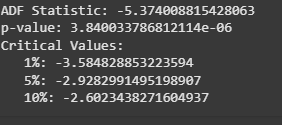 ADF Statistic: -5.374008815428063
p-value: 3.840033786812114e-06
Critical Values:
1%: -3.584828853223594
5%: -2.9282991495198907
10%: -2.6023438271604937